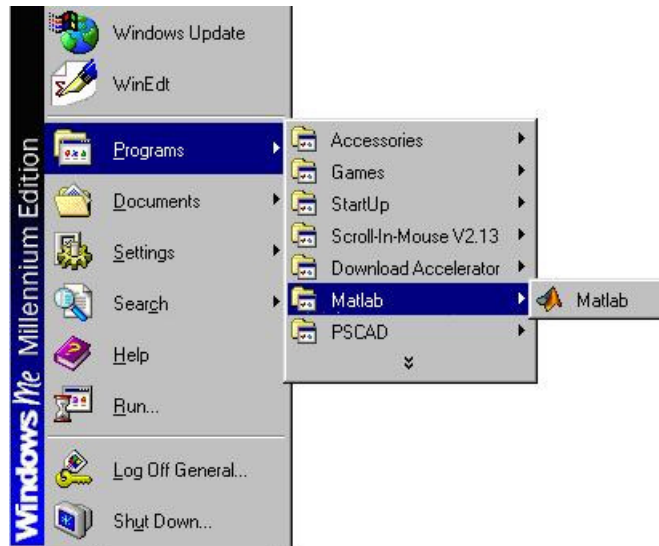 Windows Me Millennium Edition
Windows Update
WinEdt
Programs
Documents
Settings
Search
Help
Run...
Log Off General...
Shut Down...
Accessories
Games
StartUp
Scroll-In-Mouse V2.13
Download Accelerator
Matlab
PSCAD
Matlab